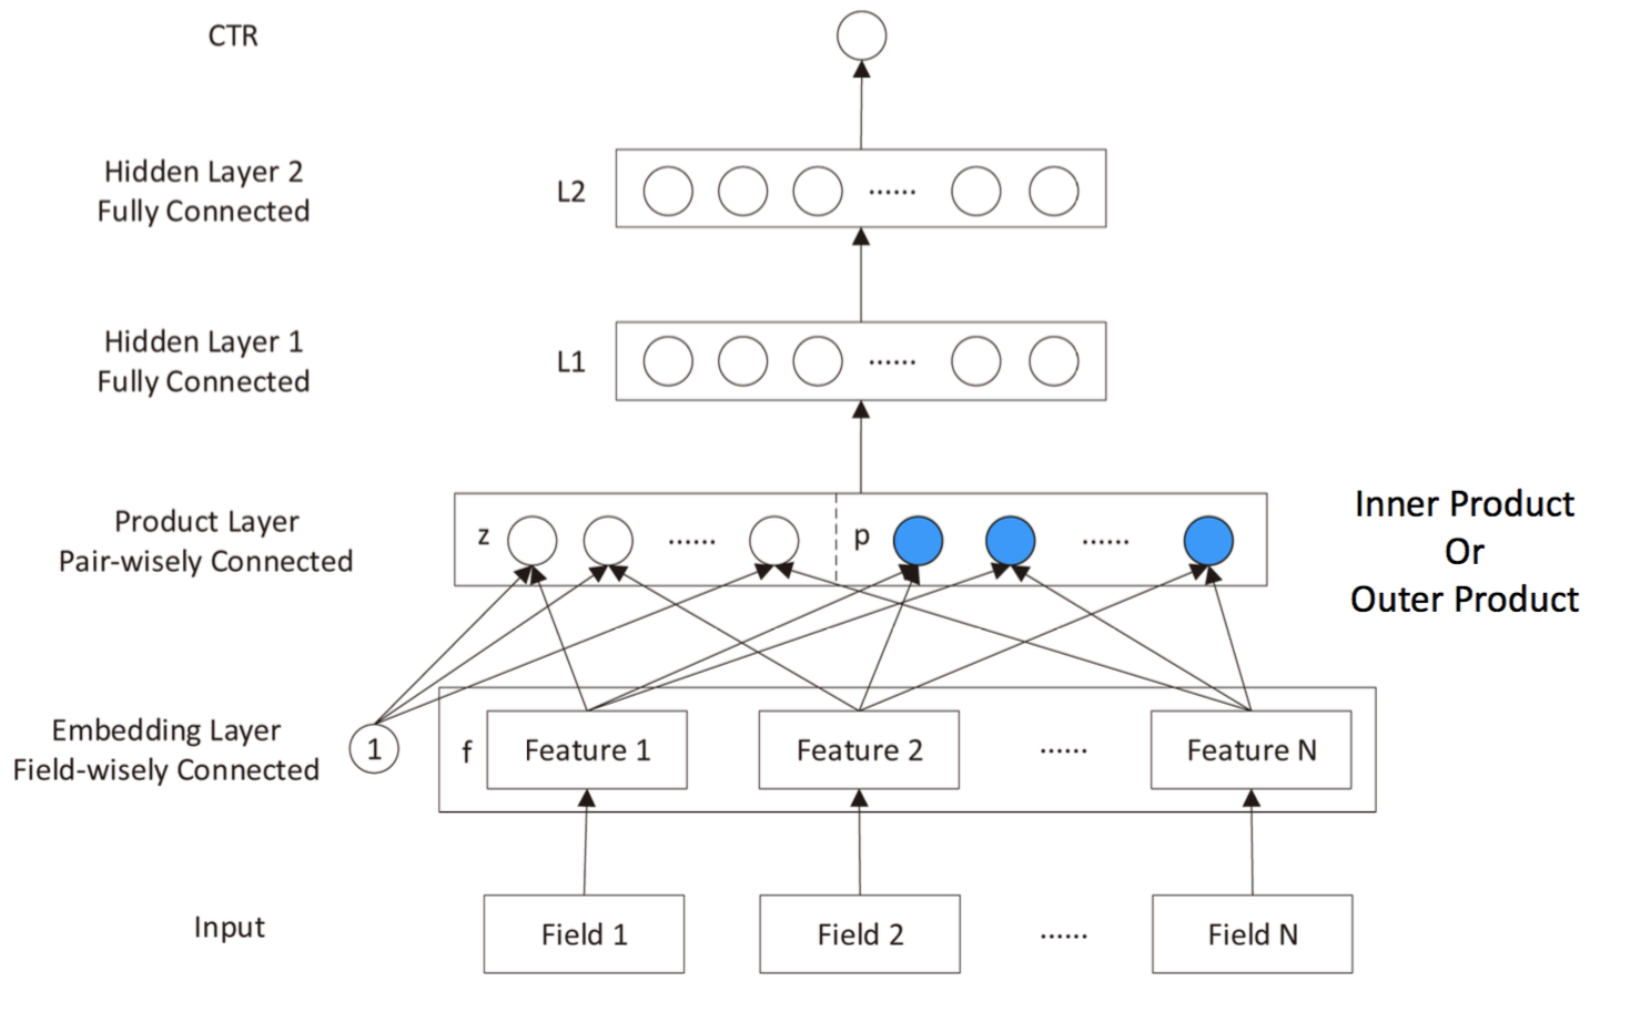 CTR
Hidden Layer 2
Fully Connected
L2
Hidden Layer 1
Fully Connected
L1
Product Layer
Pair-wisely Connected
z ...... p ......
Inner Product
Or
Outer Product
Embedding Layer
Field-wisely Connected
1
f
Feature 1 Feature 2 ...... Feature N
Input
Field 1 Field 2 ...... Field N